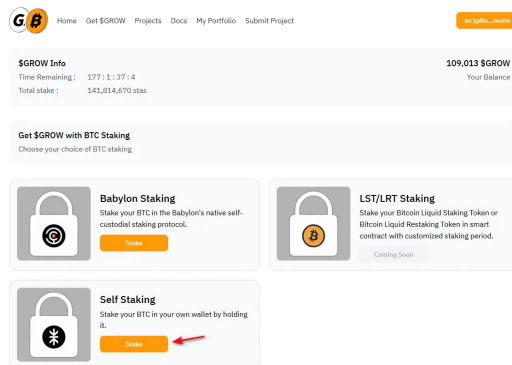 G.
Home Get $GROW Projects Docs My Portfolio Submit Project
$GROW Info
109,013 $GROW
Time Remaining : 177 : 1 : 37 : 4
Your Balance
Total stake : 141,814,670 stas
Get $GROW with BTC Staking
Choose your choice of BTC staking
Babylon Staking
Stake your BTC in the Babylon's native self-
custodial staking protocol.
Stake
LST/LRT Staking
Stake your Bitcoin Liquid Staking Token or
Bitcoin Liquid Restaking Token in smart
contract with customized staking period.
Coming Soon
Self Staking
Stake your BTC in your own wallet by holding
it.
Stake